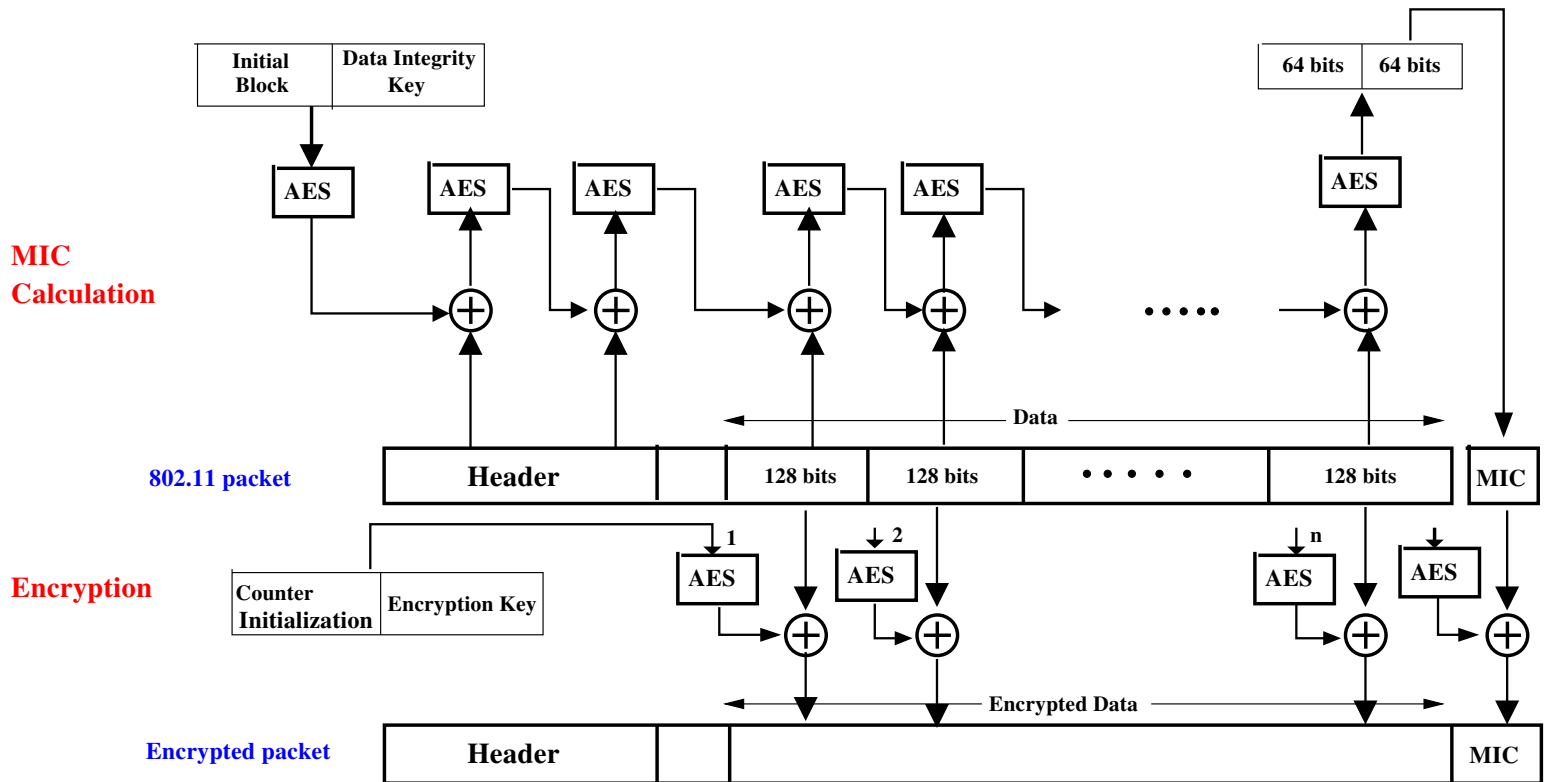 Initial
Block
Data Integrity
Key
64 bits
64 bits
AES
AES
AES
AES
AES
AES
MIC
Calculation
Data
802.11 packet
Header
128 bits
128 bits
128 bits
MIC
1
2
n
AES
AES
AES
AES
Encryption
Counter
Initialization
Encryption Key
Encrypted Data
Encrypted packet
Header
MIC